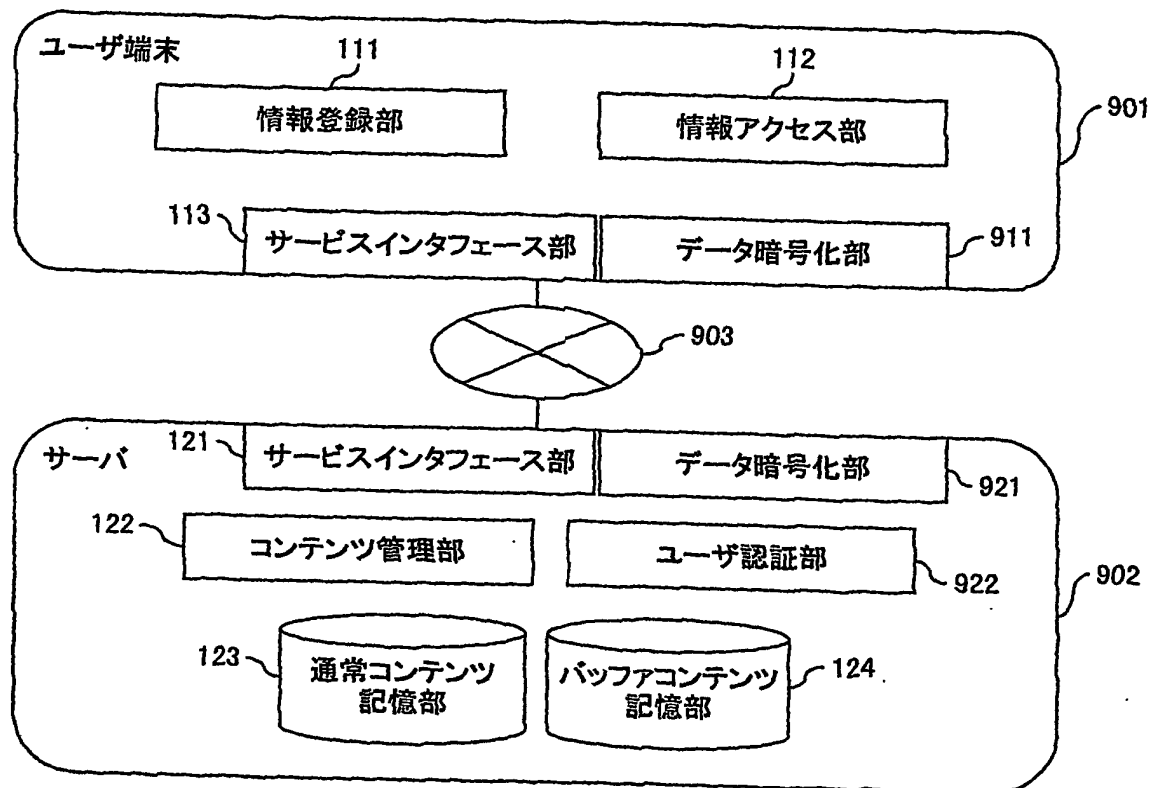 ユーザ端末
111
112
情報登録部
情報アクセス部
901
113
サービスインタフェース部
データ暗号化部
911
903
サーバ
121
サービスインタフェース部
データ暗号化部
921
122
コンテンツ管理部
ユーザ認証部
922
902
123
通常コンテンツ
記憶部
バッファコンテンツ
記憶部
124